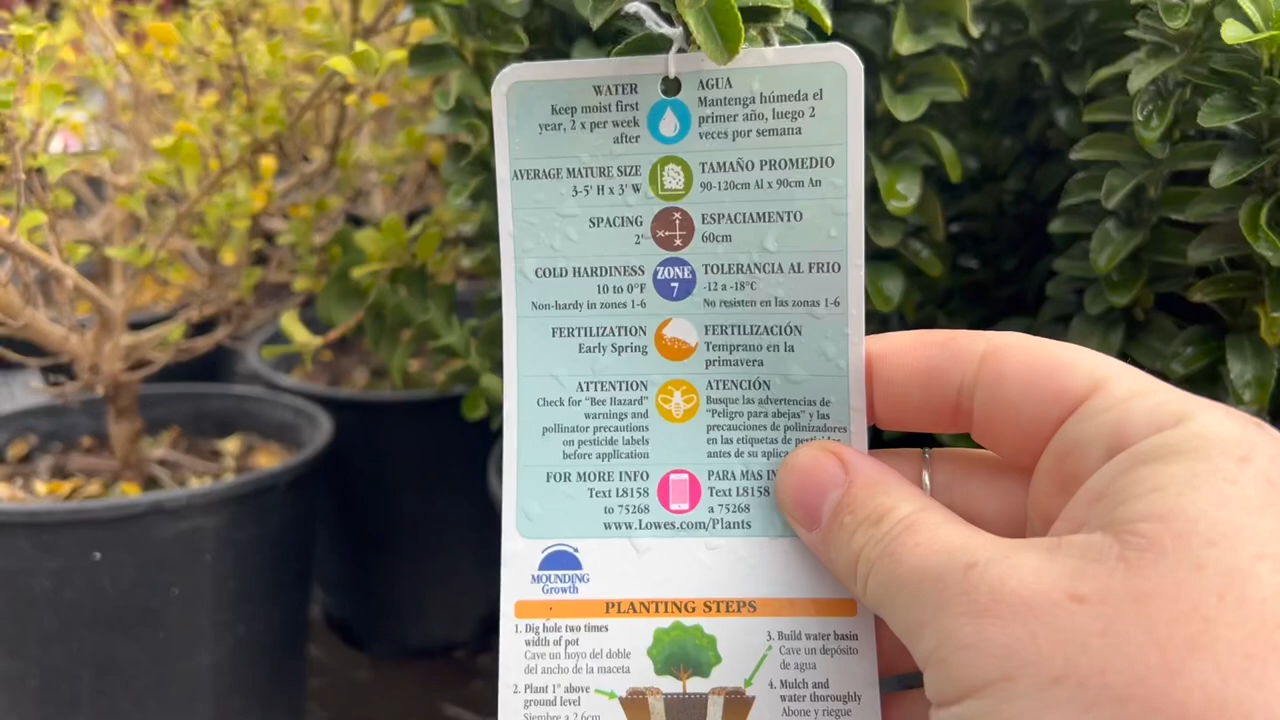 WATER
Keep moist first
year, 2 x per week
after
AGUA
Mantenga húmeda el
primer año, luego 2
veces por semana
AVERAGE MATURE SIZE
3-5' H x 3' W
TAMAÑO PROMEDIO
90-120cm Al x 90cm An
SPACING
2'
ESPACIAMENTO
60cm
COLD HARDINESS
10 to 0°F
Non-hardy in zones 1-6
ZONE
7
TOLERANCIA AL FRIO
-12 a -18°C
No resisten en las zonas 1-6
FERTILIZATION
Early Spring
FERTILIZACIÓN
Temprano en la
primavera
ATTENTION
Check for "Bee Hazard"
warnings and
pollinator precautions
on pesticide labels
before application
ATENCIÓN
Busque las advertencias de
"Peligro para abejas" y las
precauciones de polinizadores
en las etiquetas de
antes de su
FOR MORE INFO
Text L8158
to 75268
PARA MAS
Text L8158
a 75268
www.Lowes.com/Plants
MOUNDING
Growth
PLANTING STEPS
1. Dig hole two times
width of pot
Cave un hoyo del doble
del ancho de la maceta
2. Plant 1" above
ground level
Siembre a 2.6cm
3. Build water basin
Cave un depósito
de agua
4. Mulch and
water thoroughly
Abone y riegue